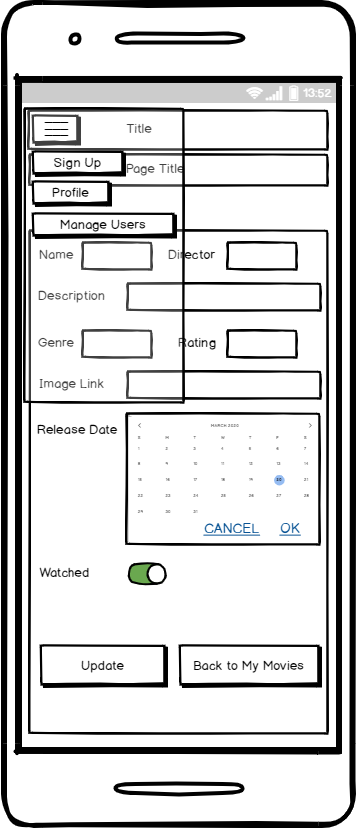 13:52
Title
Sign Up
Page Title
Profile
Manage Users
Name Director
Description
Genre Rating
Image Link
Release Date
MARCH 2020
S M T W T F S
1 2 3 4 5 6 7
8 9 10 11 12 13 14
15 16 17 18 19 20 21
22 23 24 25 26 27 28
29 30 31
CANCEL OK
Watched
Update Back to My Movies